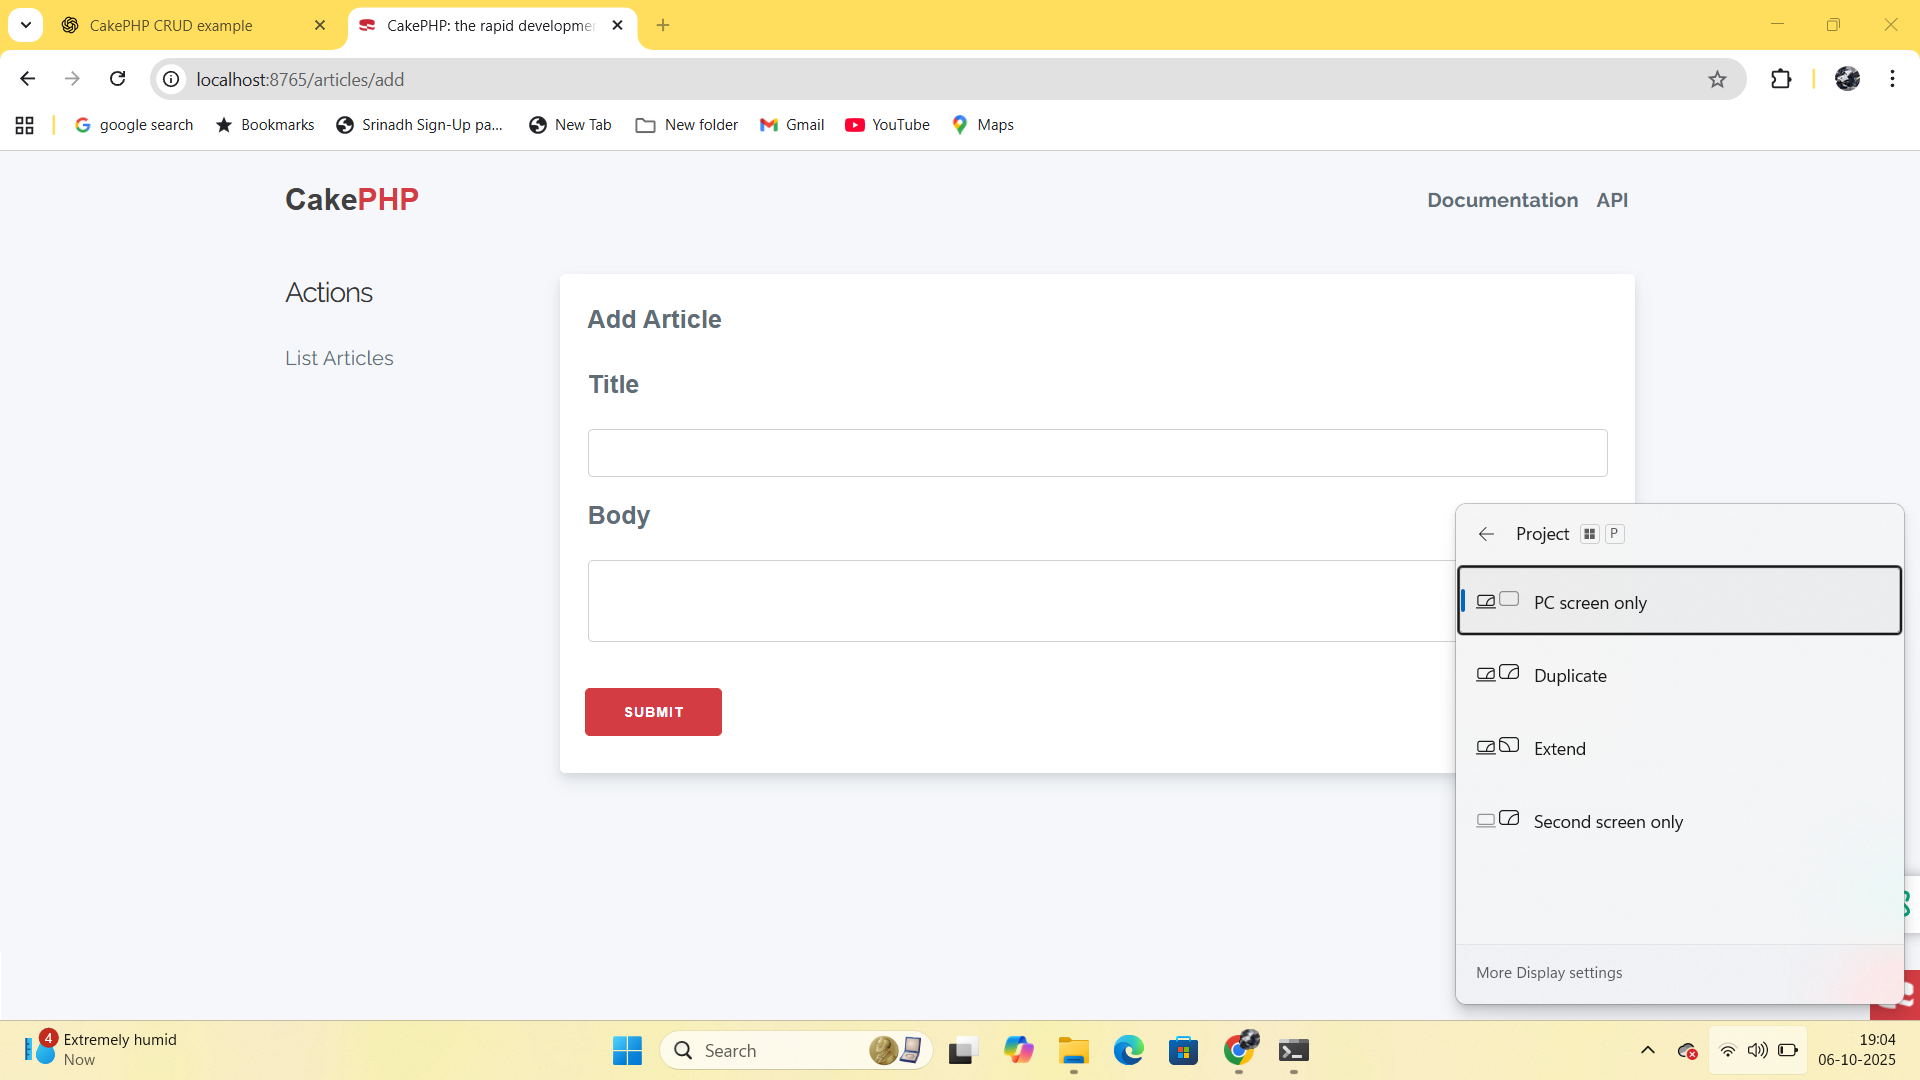 CakePHP CRUD example
CakePHP: the rapid developmen
localhost:8765/articles/add
google search
Bookmarks
Srinadh Sign-Up pa...
New Tab
New folder
Gmail
YouTube
Maps
CakePHP
Documentation
API
Actions
List Articles
Add Article
Title
Body
SUBMIT
Project P
PC screen only
Duplicate
Extend
Second screen only
More Display settings
4
Extremely humid
Now
Search
19:04
06-10-2025